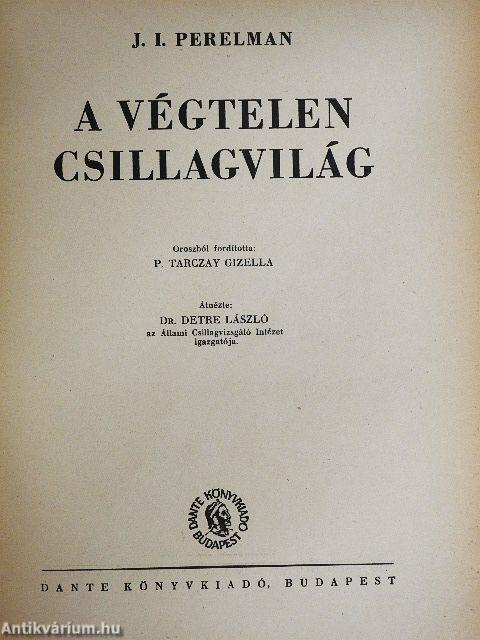 J. I. PERELMAN
A VÉGTELEN
CSILLAGVILÁG
Oroszból fordította:
P. TARCZAY GIZELLA
Átnézte:
DR. DETRE LÁSZLÓ
az Állami Csillagvizsgáló Intézet
igazgatója.
DANTE KÖNYVKIADÓ
BUDAPEST
DANTE KÖNYVKIADÓ, BUDAPEST
Antikvárium.hu